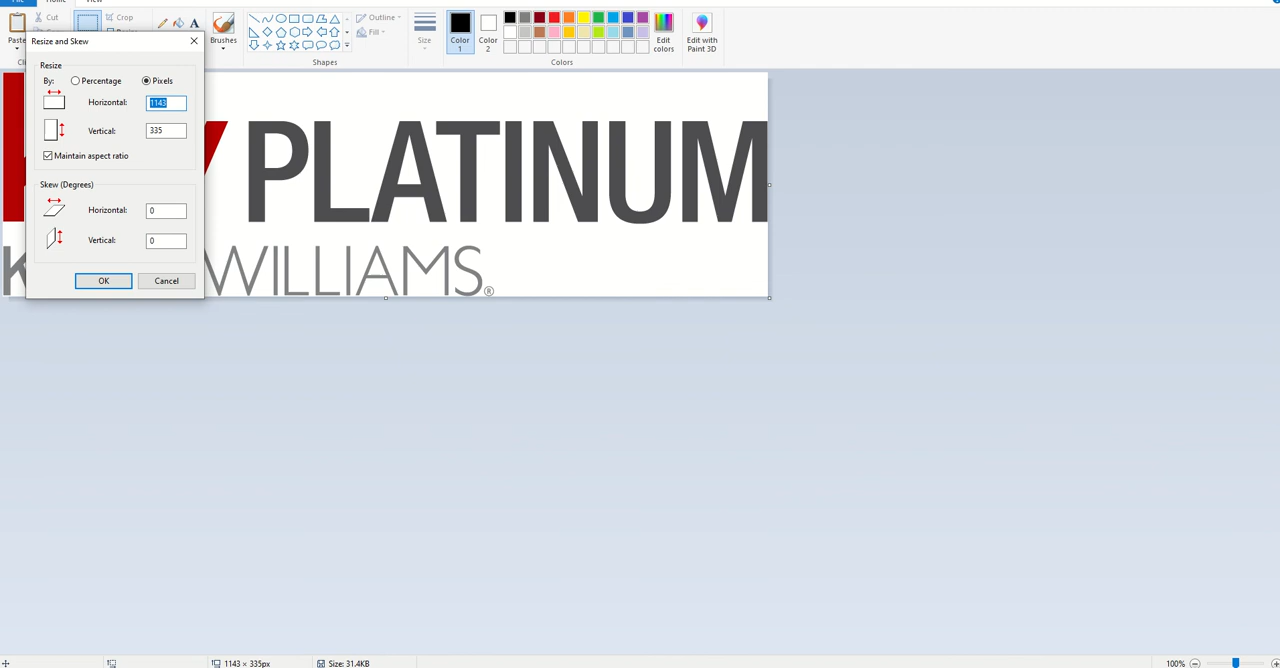 File Home View
Cut Crop
Paste
Brushes
Outline
Fill
Shapes
Size
Color 1
Color 2
Edit colors
Edit with Paint 3D
Colors
Resize and Skew
Resize
By: Percentage Pixels
Horizontal: 1143
Vertical: 335
Maintain aspect ratio
Skew (Degrees)
Horizontal: 0
Vertical: 0
OK Cancel
PLATINUM
K WILLIAMS®
1143 × 335px Size: 31.4KB 100%